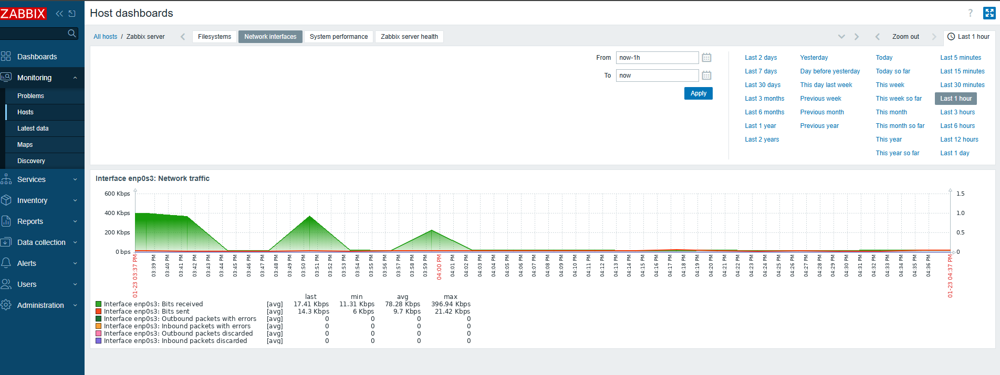 ZABBIX
Host dashboards
?
All hosts / Zabbix server
Filesystems
Network interfaces
System performance
Zabbix server health
Zoom out
Last 1 hour
Dashboards
Monitoring
Problems
Hosts
Latest data
Maps
Discovery
Services
Inventory
Reports
Data collection
Alerts
Users
Administration
From now-1h
To now
Apply
Last 2 days Yesterday Today Last 5 minutes
Last 7 days Day before yesterday Today so far Last 15 minutes
Last 30 days This day last week This week Last 30 minutes
Last 3 months Previous week This week so far Last 1 hour
Last 6 months Previous month This month Last 3 hours
Last 1 year Previous year This month so far Last 6 hours
Last 2 years This year Last 12 hours
This year so far Last 1 day
Interface enp0s3: Network traffic
600 Kbps 1.5
400 Kbps 1.0
200 Kbps 0.5
0 bps 0
01-23 03:37 PM
03:39 PM
03:40 PM
03:41 PM
03:42 PM
03:43 PM
03:44 PM
03:45 PM
03:47 PM
03:48 PM
03:49 PM
03:50 PM
03:51 PM
03:52 PM
03:53 PM
03:54 PM
03:55 PM
03:56 PM
03:57 PM
03:58 PM
03:59 PM
04:00 PM
04:01 PM
04:02 PM
04:03 PM
04:04 PM
04:05 PM
04:06 PM
04:07 PM
04:08 PM
04:09 PM
04:10 PM
04:11 PM
04:12 PM
04:13 PM
04:14 PM
04:15 PM
04:16 PM
04:17 PM
04:18 PM
04:19 PM
04:20 PM
04:21 PM
04:22 PM
04:23 PM
04:24 PM
04:25 PM
04:26 PM
04:27 PM
04:28 PM
04:29 PM
04:30 PM
04:31 PM
04:32 PM
04:33 PM
04:34 PM
04:35 PM
04:36 PM
01-23 04:37 PM
last min avg max
Interface enp0s3: Bits received [avg] 17.41 Kbps 11.31 Kbps 78.28 Kbps 396.94 Kbps
Interface enp0s3: Bits sent [avg] 14.3 Kbps 6 Kbps 9.7 Kbps 21.42 Kbps
Interface enp0s3: Outbound packets with errors [avg] 0 0 0 0
Interface enp0s3: Inbound packets with errors [avg] 0 0 0 0
Interface enp0s3: Outbound packets discarded [avg] 0 0 0 0
Interface enp0s3: Inbound packets discarded [avg] 0 0 0 0